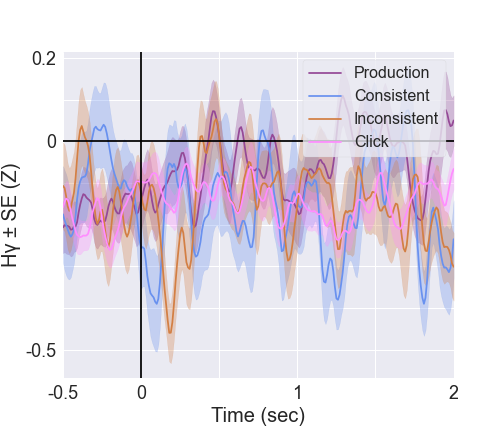 0.2
0
-0.5
Hγ ± SE (Z)
Production
Consistent
Inconsistent
Click
-0.5
0
1
2
Time (sec)